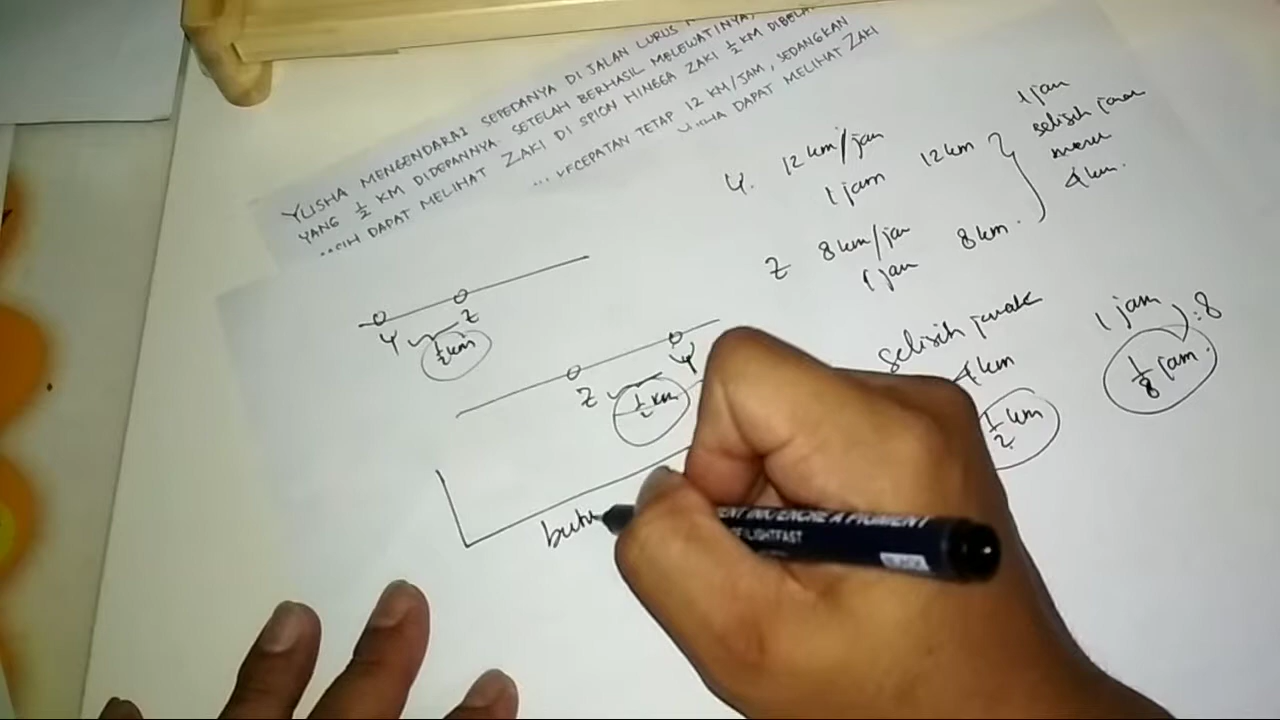 YUSHA MENGENDARAI SEPEDANYA DI JALAN LURUS
YANG ½ KM DIDEPANNYA. SETELAH BERHASIL MELEWATINYA,
DAPAT MELIHAT ZAKI DI SPION HINGGA ZAKI ½ KM
KECEPATAN TETAP 12 KM/JAM, SEDANGKAN
DAPAT MELIHAT ZAKI
Y. 12 km/jam
1 jam 12 km
Z 8 km/jam
1 jam 8 km.
1 jam
selisih jarak
4 km.
Y Z
½ km
Z Y
½ km
selisih jarak
4 km 1 jam
:8
½ km ⅛ jam.
butu
LIGHTFAST
BLACK